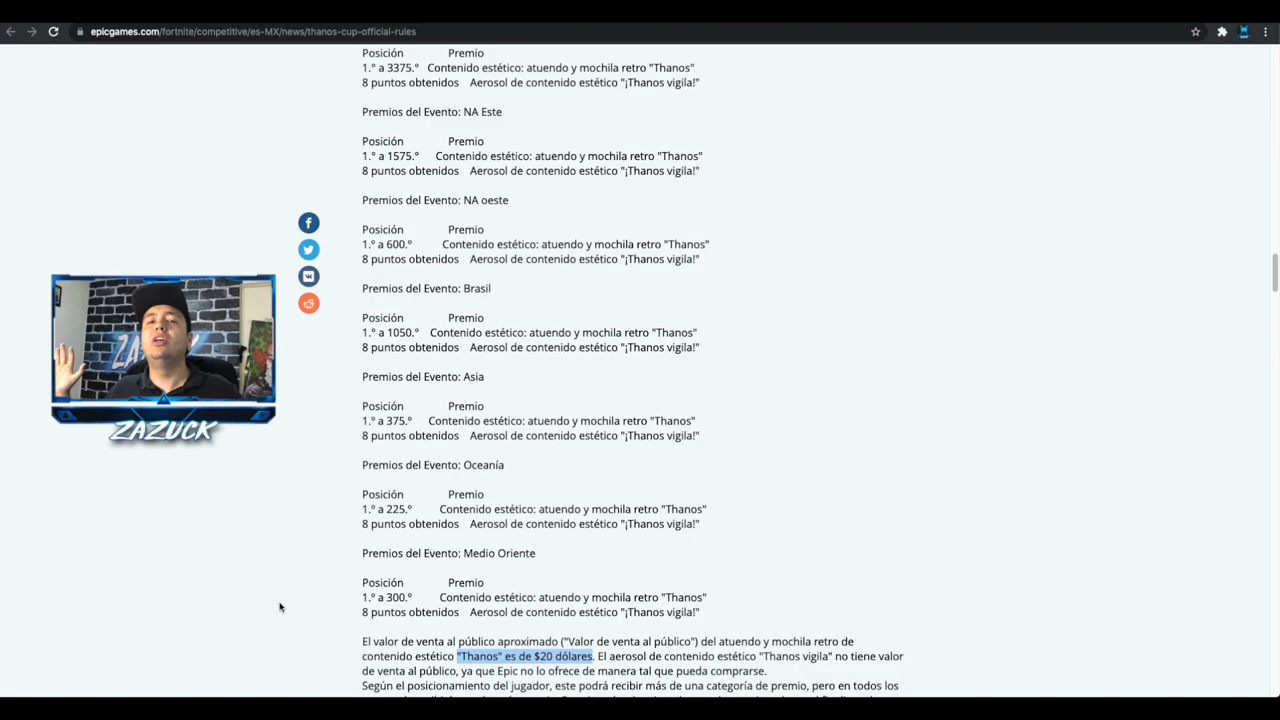 epicgames.com/fortnite/competitive/es-MX/news/thanos-cup-official-rules
Posición Premio
1.º a 3375.º Contenido estético: atuendo y mochila retro "Thanos"
8 puntos obtenidos Aerosol de contenido estético "¡Thanos vigila!"
Premios del Evento: NA Este
Posición Premio
1.º a 1575.º Contenido estético: atuendo y mochila retro "Thanos"
8 puntos obtenidos Aerosol de contenido estético "¡Thanos vigila!"
Premios del Evento: NA oeste
Posición Premio
1.º a 600.º Contenido estético: atuendo y mochila retro "Thanos"
8 puntos obtenidos Aerosol de contenido estético "¡Thanos vigila!"
Premios del Evento: Brasil
Posición Premio
1.º a 1050.º Contenido estético: atuendo y mochila retro "Thanos"
8 puntos obtenidos Aerosol de contenido estético "¡Thanos vigila!"
Premios del Evento: Asia
Posición Premio
1.º a 375.º Contenido estético: atuendo y mochila retro "Thanos"
8 puntos obtenidos Aerosol de contenido estético "¡Thanos vigila!"
Premios del Evento: Oceanía
Posición Premio
1.º a 225.º Contenido estético: atuendo y mochila retro "Thanos"
8 puntos obtenidos Aerosol de contenido estético "¡Thanos vigila!"
Premios del Evento: Medio Oriente
Posición Premio
1.º a 300.º Contenido estético: atuendo y mochila retro "Thanos"
8 puntos obtenidos Aerosol de contenido estético "¡Thanos vigila!"
El valor de venta al público aproximado ("Valor de venta al público") del atuendo y mochila retro de
contenido estético "Thanos" es de $20 dólares. El aerosol de contenido estético "Thanos vigila" no tiene valor
de venta al público, ya que Epic no lo ofrece de manera tal que pueda comprarse.
Según el posicionamiento del jugador, este podrá recibir más de una categoría de premio, pero en todos los
ZAZUCK